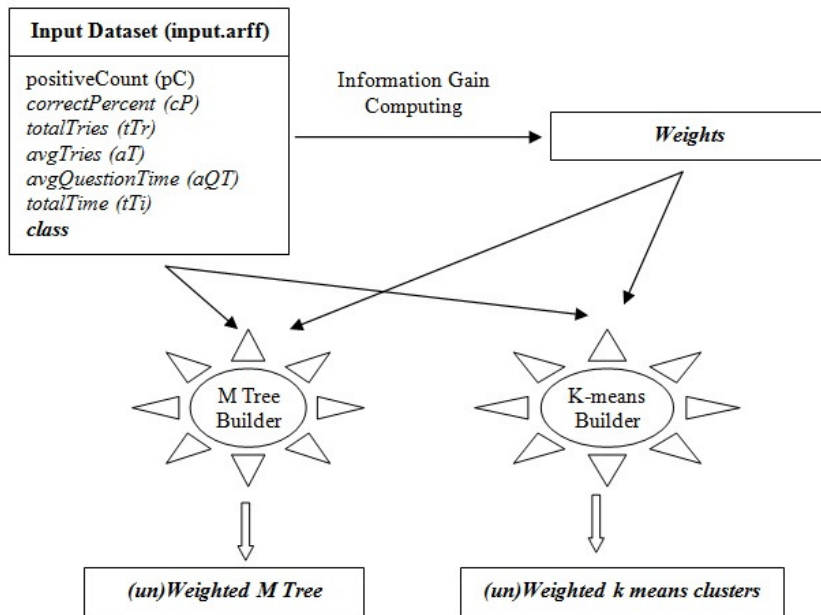 Input Dataset (input.arff)
positiveCount (pC)
correctPercent (cP)
totalTries (tTr)
avgTries (aT)
avgQuestionTime (aQT)
totalTime (tTi)
class
Information Gain
Computing
Weights
M Tree
Builder
K-means
Builder
(un)Weighted M Tree
(un)Weighted k means clusters